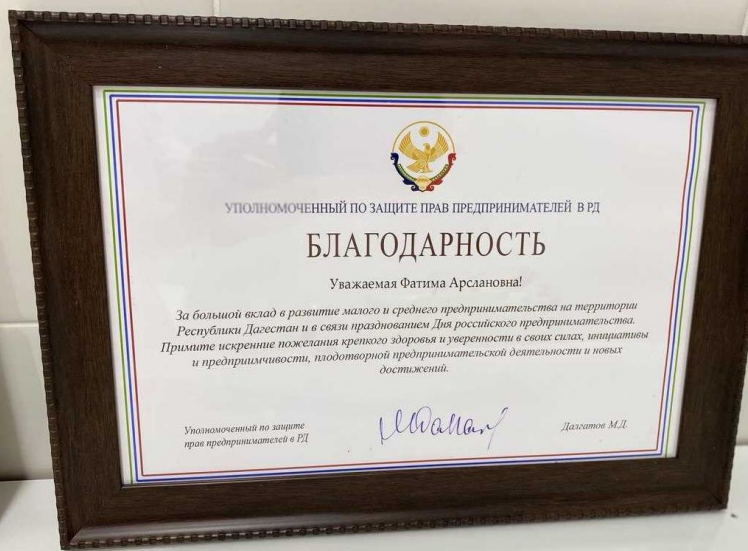 УПОЛНОМОЧЕННЫЙ ПО ЗАЩИТЕ ПРАВ ПРЕДПРИНИМАТЕЛЕЙ В РД
БЛАГОДАРНОСТЬ
Уважаемая Фатима Арслановна!
За большой вклад в развитие малого и среднего предпринимательства на территории
Республики Дагестан и в связи празднованием Дня российского предпринимательства.
Примите искренние пожелания крепкого здоровья и уверенности в своих силах, инициативы
и предприимчивости, плодотворной предпринимательской деятельности и новых
достижений.
Уполномоченный по защите
прав предпринимателей в РД
Далгатов М.Д.